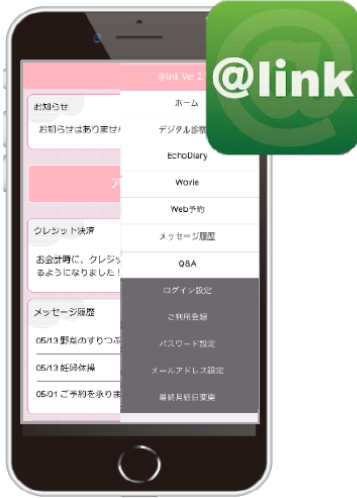 @link
@link Ver 2.
お知らせ
お知らせはありませ
クレジット決済
お会計時に、クレジッ
るようになりました！
メッセージ履歴
05/13 野菜のすりつぶ
05/13 妊婦体操
05/01 ご予約を承りま
ホーム
デジタル診察
EchoDiary
Movie
Web予約
メッセージ履歴
Q&A
ログイン設定
ご利用登録
パスワード設定
メールアドレス設定
最終月経日変更